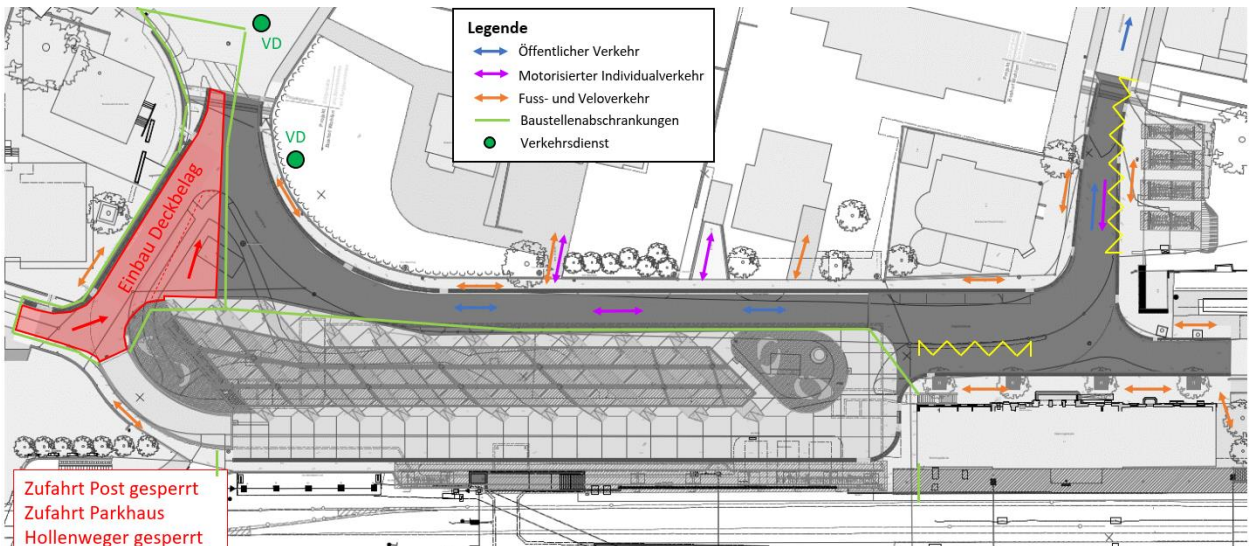 VD
Legende
Öffentlicher Verkehr
Motorisierter Individualverkehr
Fuss- und Veloverkehr
Baustellenabschrankungen
Verkehrsdienst
VD
Einbau Deckbelag
Zufahrt Post gesperrt
Zufahrt Parkhaus
Hollenweger gesperrt